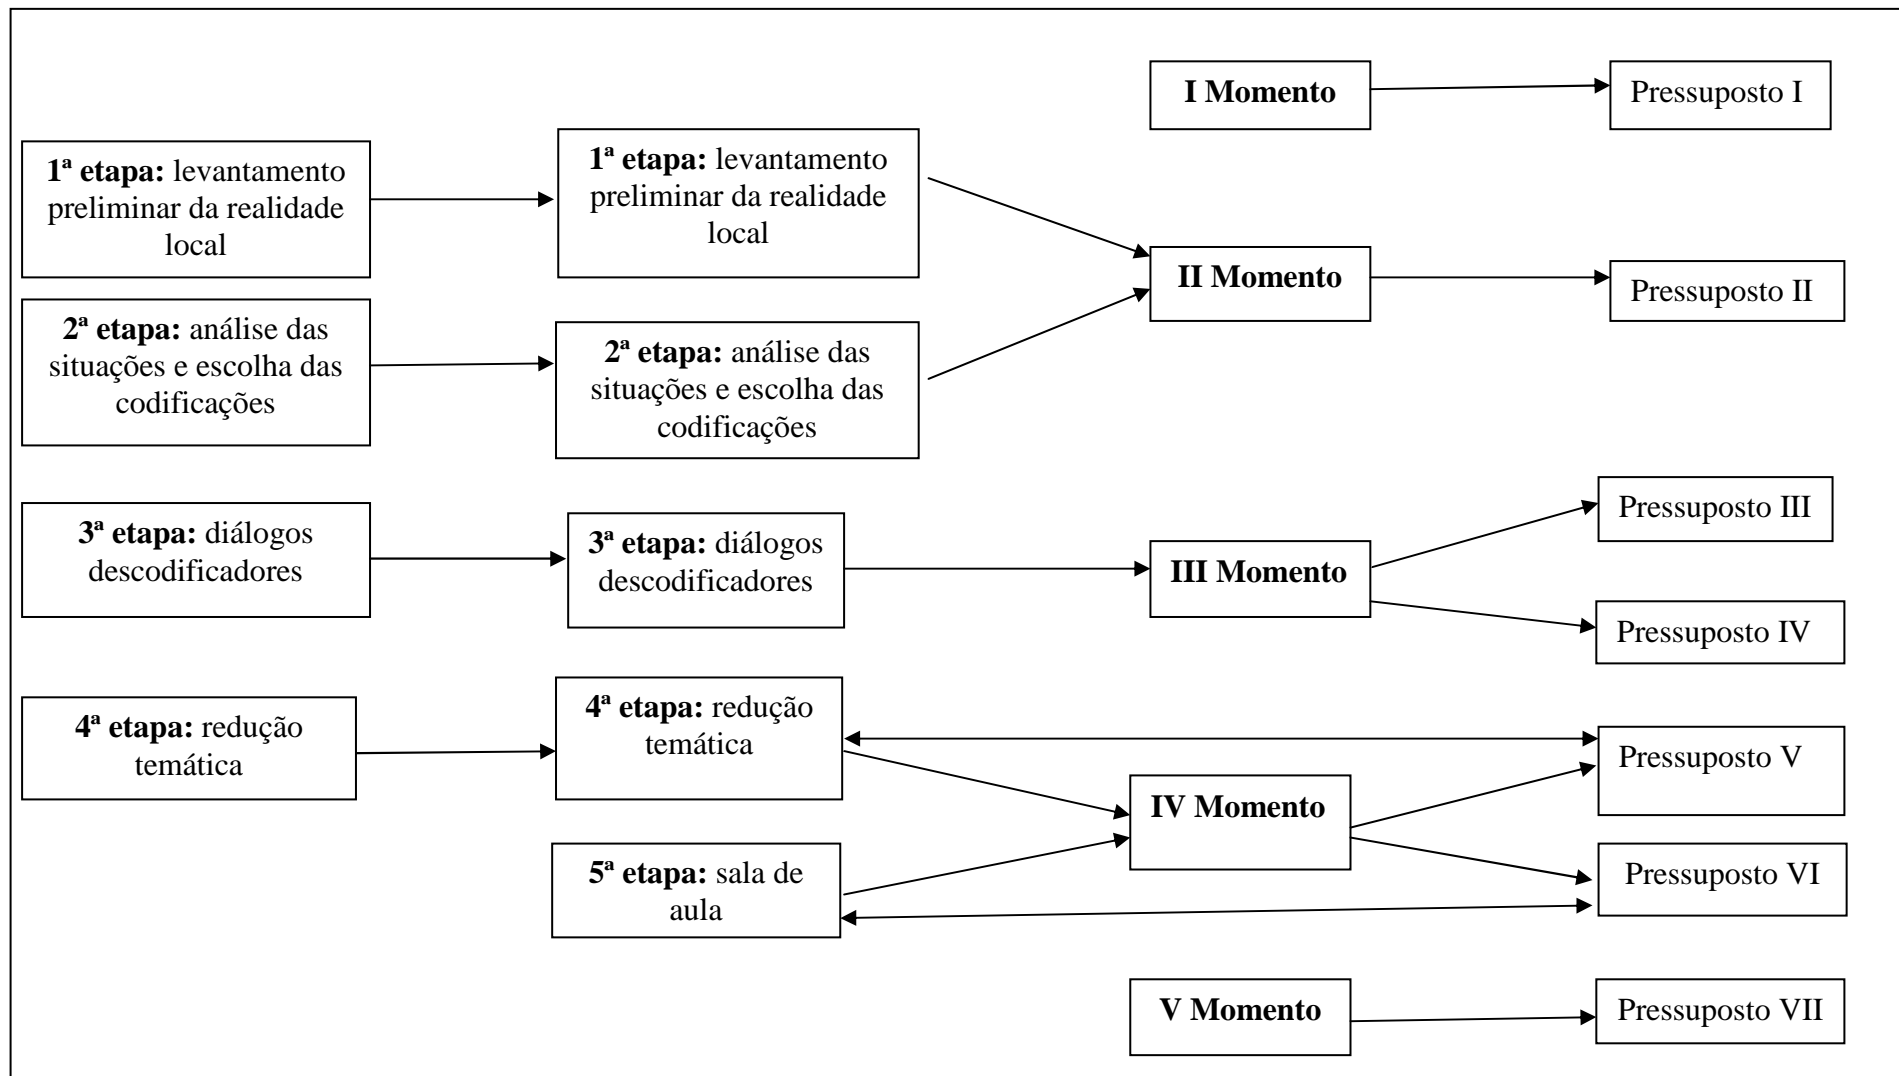 I Momento
Pressuposto I
1ª etapa: levantamento
preliminar da realidade
local
1ª etapa: levantamento
preliminar da realidade
local
II Momento
Pressuposto II
2ª etapa: análise das
situações e escolha das
codificações
2ª etapa: análise das
situações e escolha das
codificações
3ª etapa: diálogos
descodificadores
3ª etapa: diálogos
descodificadores
III Momento
Pressuposto III
Pressuposto IV
4ª etapa: redução
temática
4ª etapa: redução
temática
IV Momento
Pressuposto V
5ª etapa: sala de
aula
Pressuposto VI
V Momento
Pressuposto VII